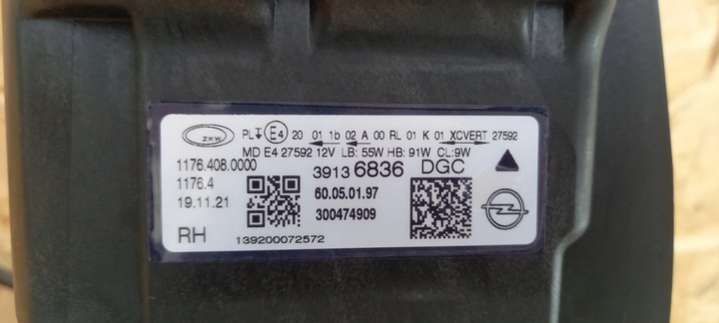 ZKW PL E4 20 01 1b 02 A 00 RL 01 K 01 XCVERT 27592
MD E4 27592 12V LB: 55W HB: 91W CL:9W
1176.408.0000 3913 6836 DGC
1176.4 60.05.01.97
19.11.21 300474909
RH 139200072572